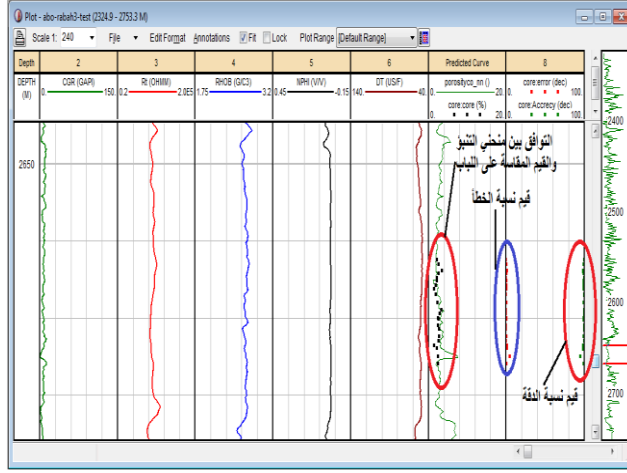 Plot - abo-rabah3-test (2324.9 - 2753.3 M)
Scale 1: 240 File Edit Format Annotations Fit Lock Plot Range [Default Range]
Depth 2 3 4 5 6 Predicted Curve 8
DEPTH CGR (GAPI) Rt (OHMM) RHOB (G/C3) NPHI (V/V) DT (US/F) porosityco_nn () core:error (dec)
(M) 0. 150. 0.2 2.0E5 1.75 3.2 0.45 -0.15 140. 40. 0. 20. 0. 100.
core:core (%) core:Accrecy (dec)
0. 20. 0. 100.
2400
التوافق بين منحني التنبؤ
والقيم المقاسة على اللباب
2650
قيم نسبة الخطأ
2500
2600
قيم نسبة الدقة
2700